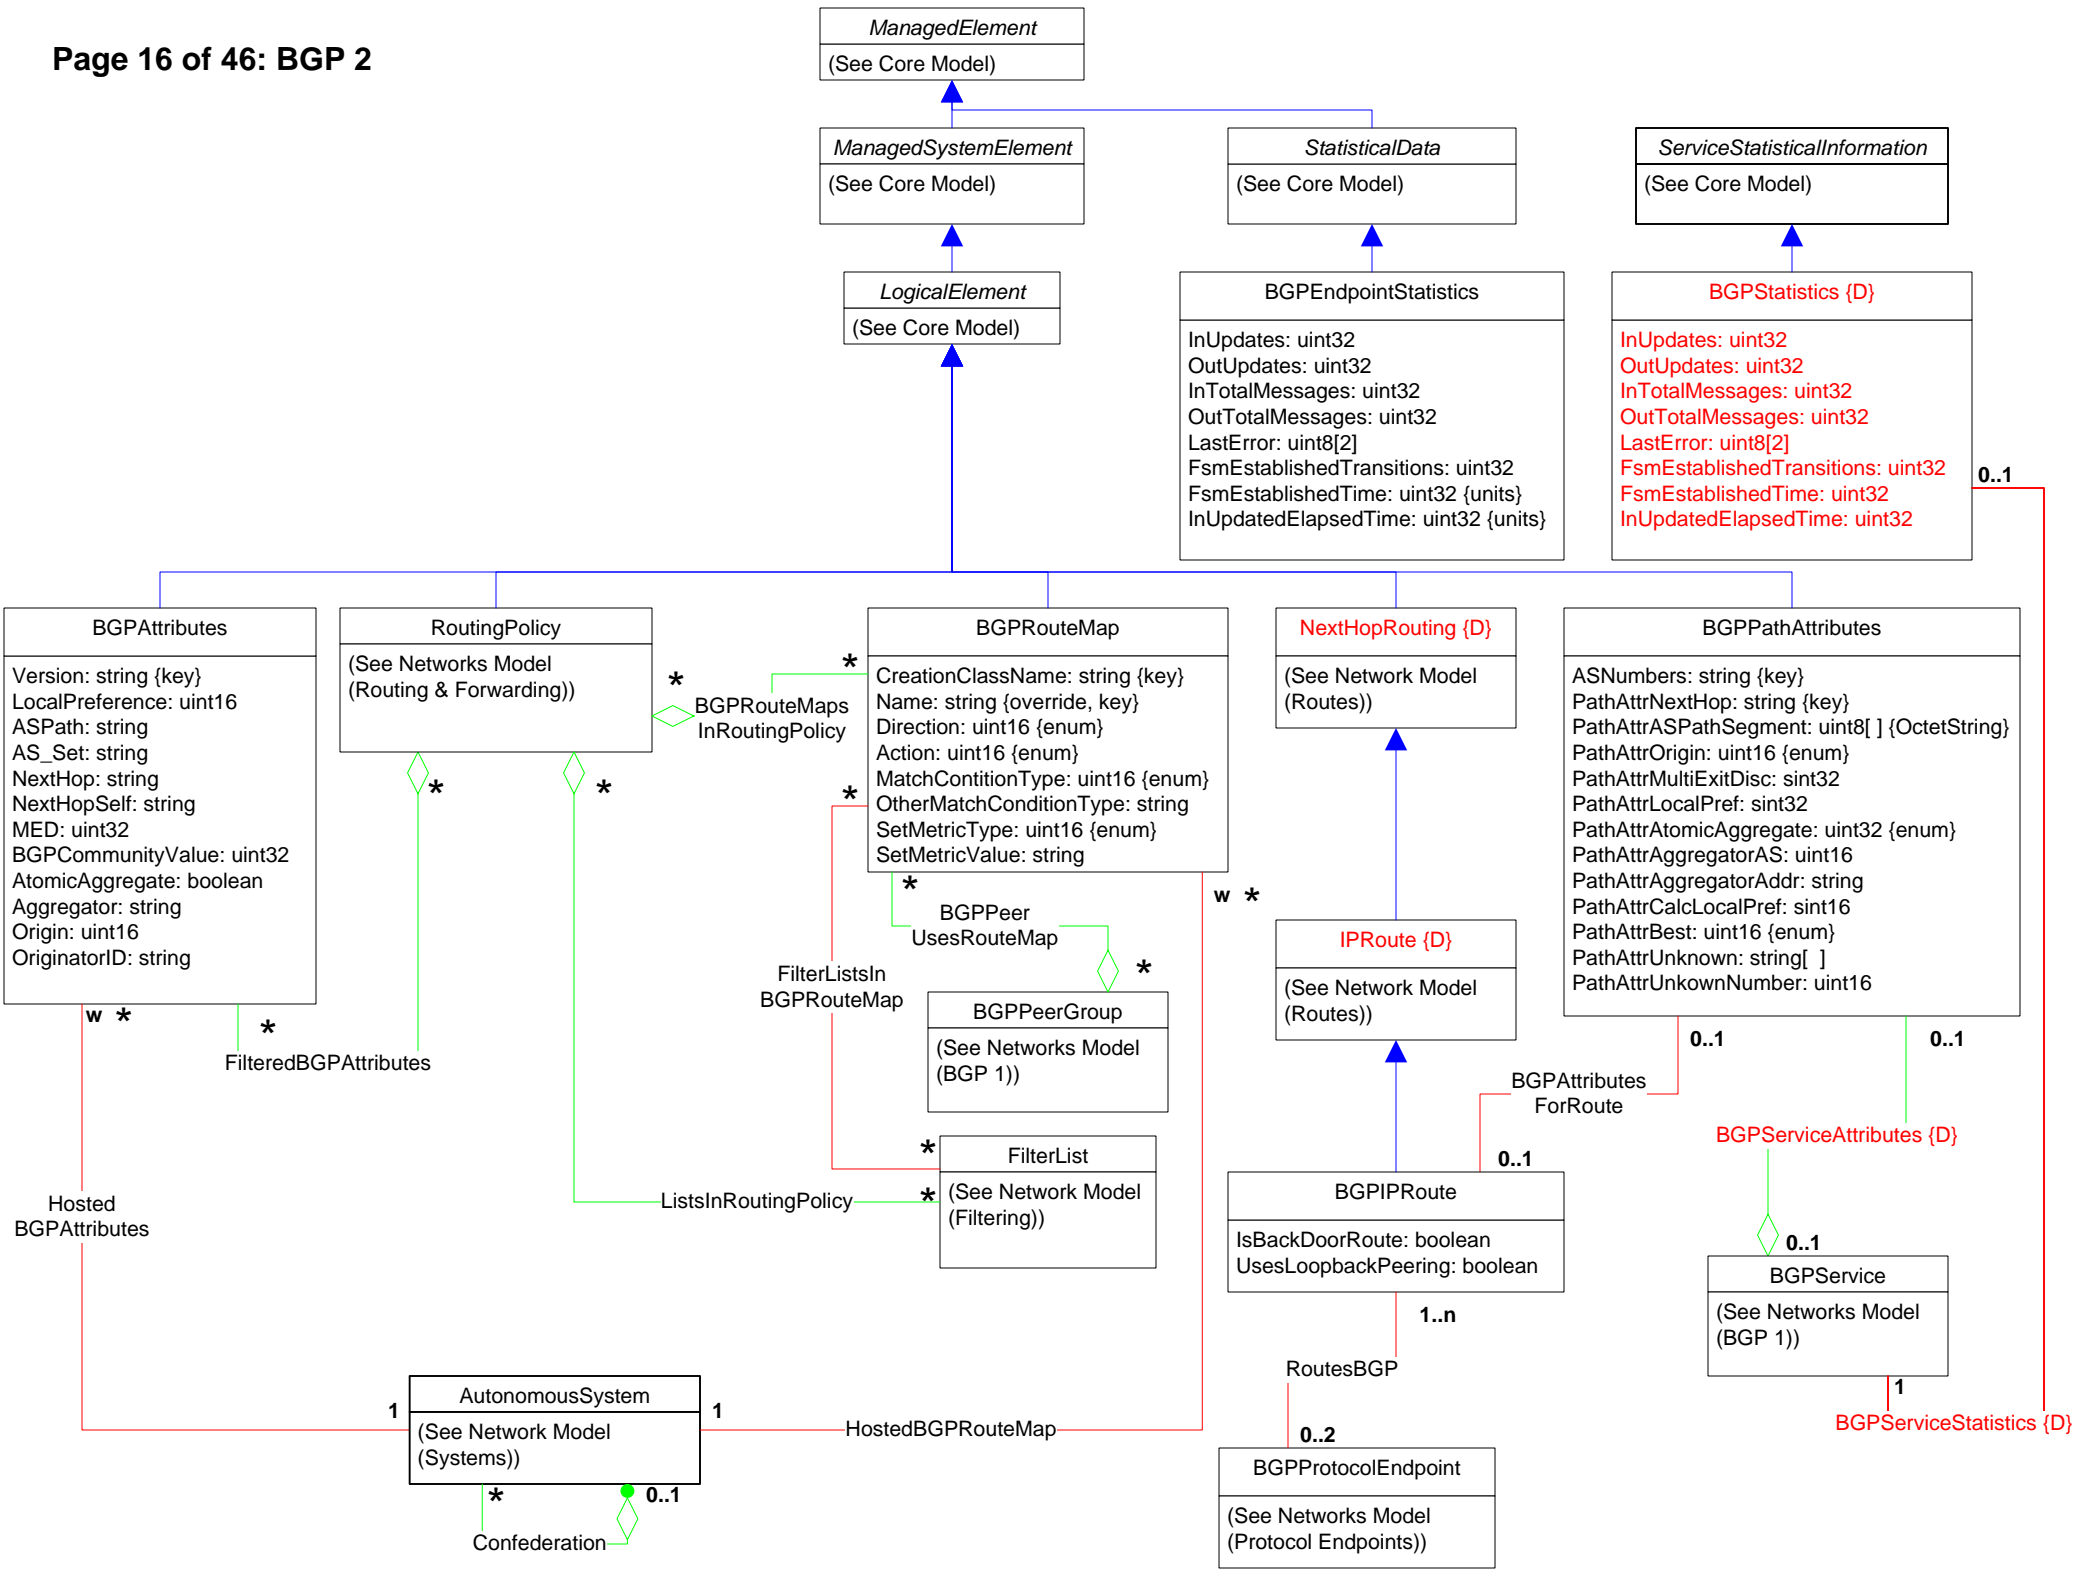 Page 16 of 46: BGP 2
ManagedElement
(See Core Model)
ManagedSystemElement
(See Core Model)
StatisticalData
(See Core Model)
ServiceStatisticalInformation
(See Core Model)
LogicalElement
(See Core Model)
BGPEndpointStatistics
InUpdates: uint32
OutUpdates: uint32
InTotalMessages: uint32
OutTotalMessages: uint32
LastError: uint8[2]
FsmEstablishedTransitions: uint32
FsmEstablishedTime: uint32 {units}
InUpdatedElapsedTime: uint32 {units}
BGPStatistics {D}
InUpdates: uint32
OutUpdates: uint32
InTotalMessages: uint32
OutTotalMessages: uint32
LastError: uint8[2]
FsmEstablishedTransitions: uint32
FsmEstablishedTime: uint32
InUpdatedElapsedTime: uint32
0..1
BGPAttributes
Version: string {key}
LocalPreference: uint16
ASPath: string
AS_Set: string
NextHop: string
NextHopSelf: string
MED: uint32
BGPCommunityValue: uint32
AtomicAggregate: boolean
Aggregator: string
Origin: uint16
OriginatorID: string
w *
*
FilteredBGPAttributes
RoutingPolicy
(See Networks Model
(Routing & Forwarding))
*
*
*
BGPRouteMaps
InRoutingPolicy
*
*
BGPRouteMap
CreationClassName: string {key}
Name: string {override, key}
Direction: uint16 {enum}
Action: uint16 {enum}
MatchContitionType: uint16 {enum}
OtherMatchConditionType: string
SetMetricType: uint16 {enum}
SetMetricValue: string
*
w *
BGPPeer
UsesRouteMap
*
FilterListsIn
BGPRouteMap
BGPPeerGroup
(See Networks Model
(BGP 1))
*
*
ListsInRoutingPolicy
FilterList
(See Network Model
(Filtering))
NextHopRouting {D}
(See Network Model
(Routes))
IPRoute {D}
(See Network Model
(Routes))
BGPPathAttributes
ASNumbers: string {key}
PathAttrNextHop: string {key}
PathAttrASPathSegment: uint8[ ] {OctetString}
PathAttrOrigin: uint16 {enum}
PathAttrMultiExitDisc: sint32
PathAttrLocalPref: sint32
PathAttrAtomicAggregate: uint32 {enum}
PathAttrAggregatorAS: uint16
PathAttrAggregatorAddr: string
PathAttrCalcLocalPref: sint16
PathAttrBest: uint16 {enum}
PathAttrUnknown: string[ ]
PathAttrUnkownNumber: uint16
0..1
0..1
BGPAttributes
ForRoute
0..1
BGPServiceAttributes {D}
0..1
BGPIPRoute
IsBackDoorRoute: boolean
UsesLoopbackPeering: boolean
1..n
RoutesBGP
0..2
BGPProtocolEndpoint
(See Networks Model
(Protocol Endpoints))
BGPService
(See Networks Model
(BGP 1))
1
BGPServiceStatistics {D}
Hosted
BGPAttributes
1
AutonomousSystem
(See Network Model
(Systems))
1
HostedBGPRouteMap
*
0..1
Confederation